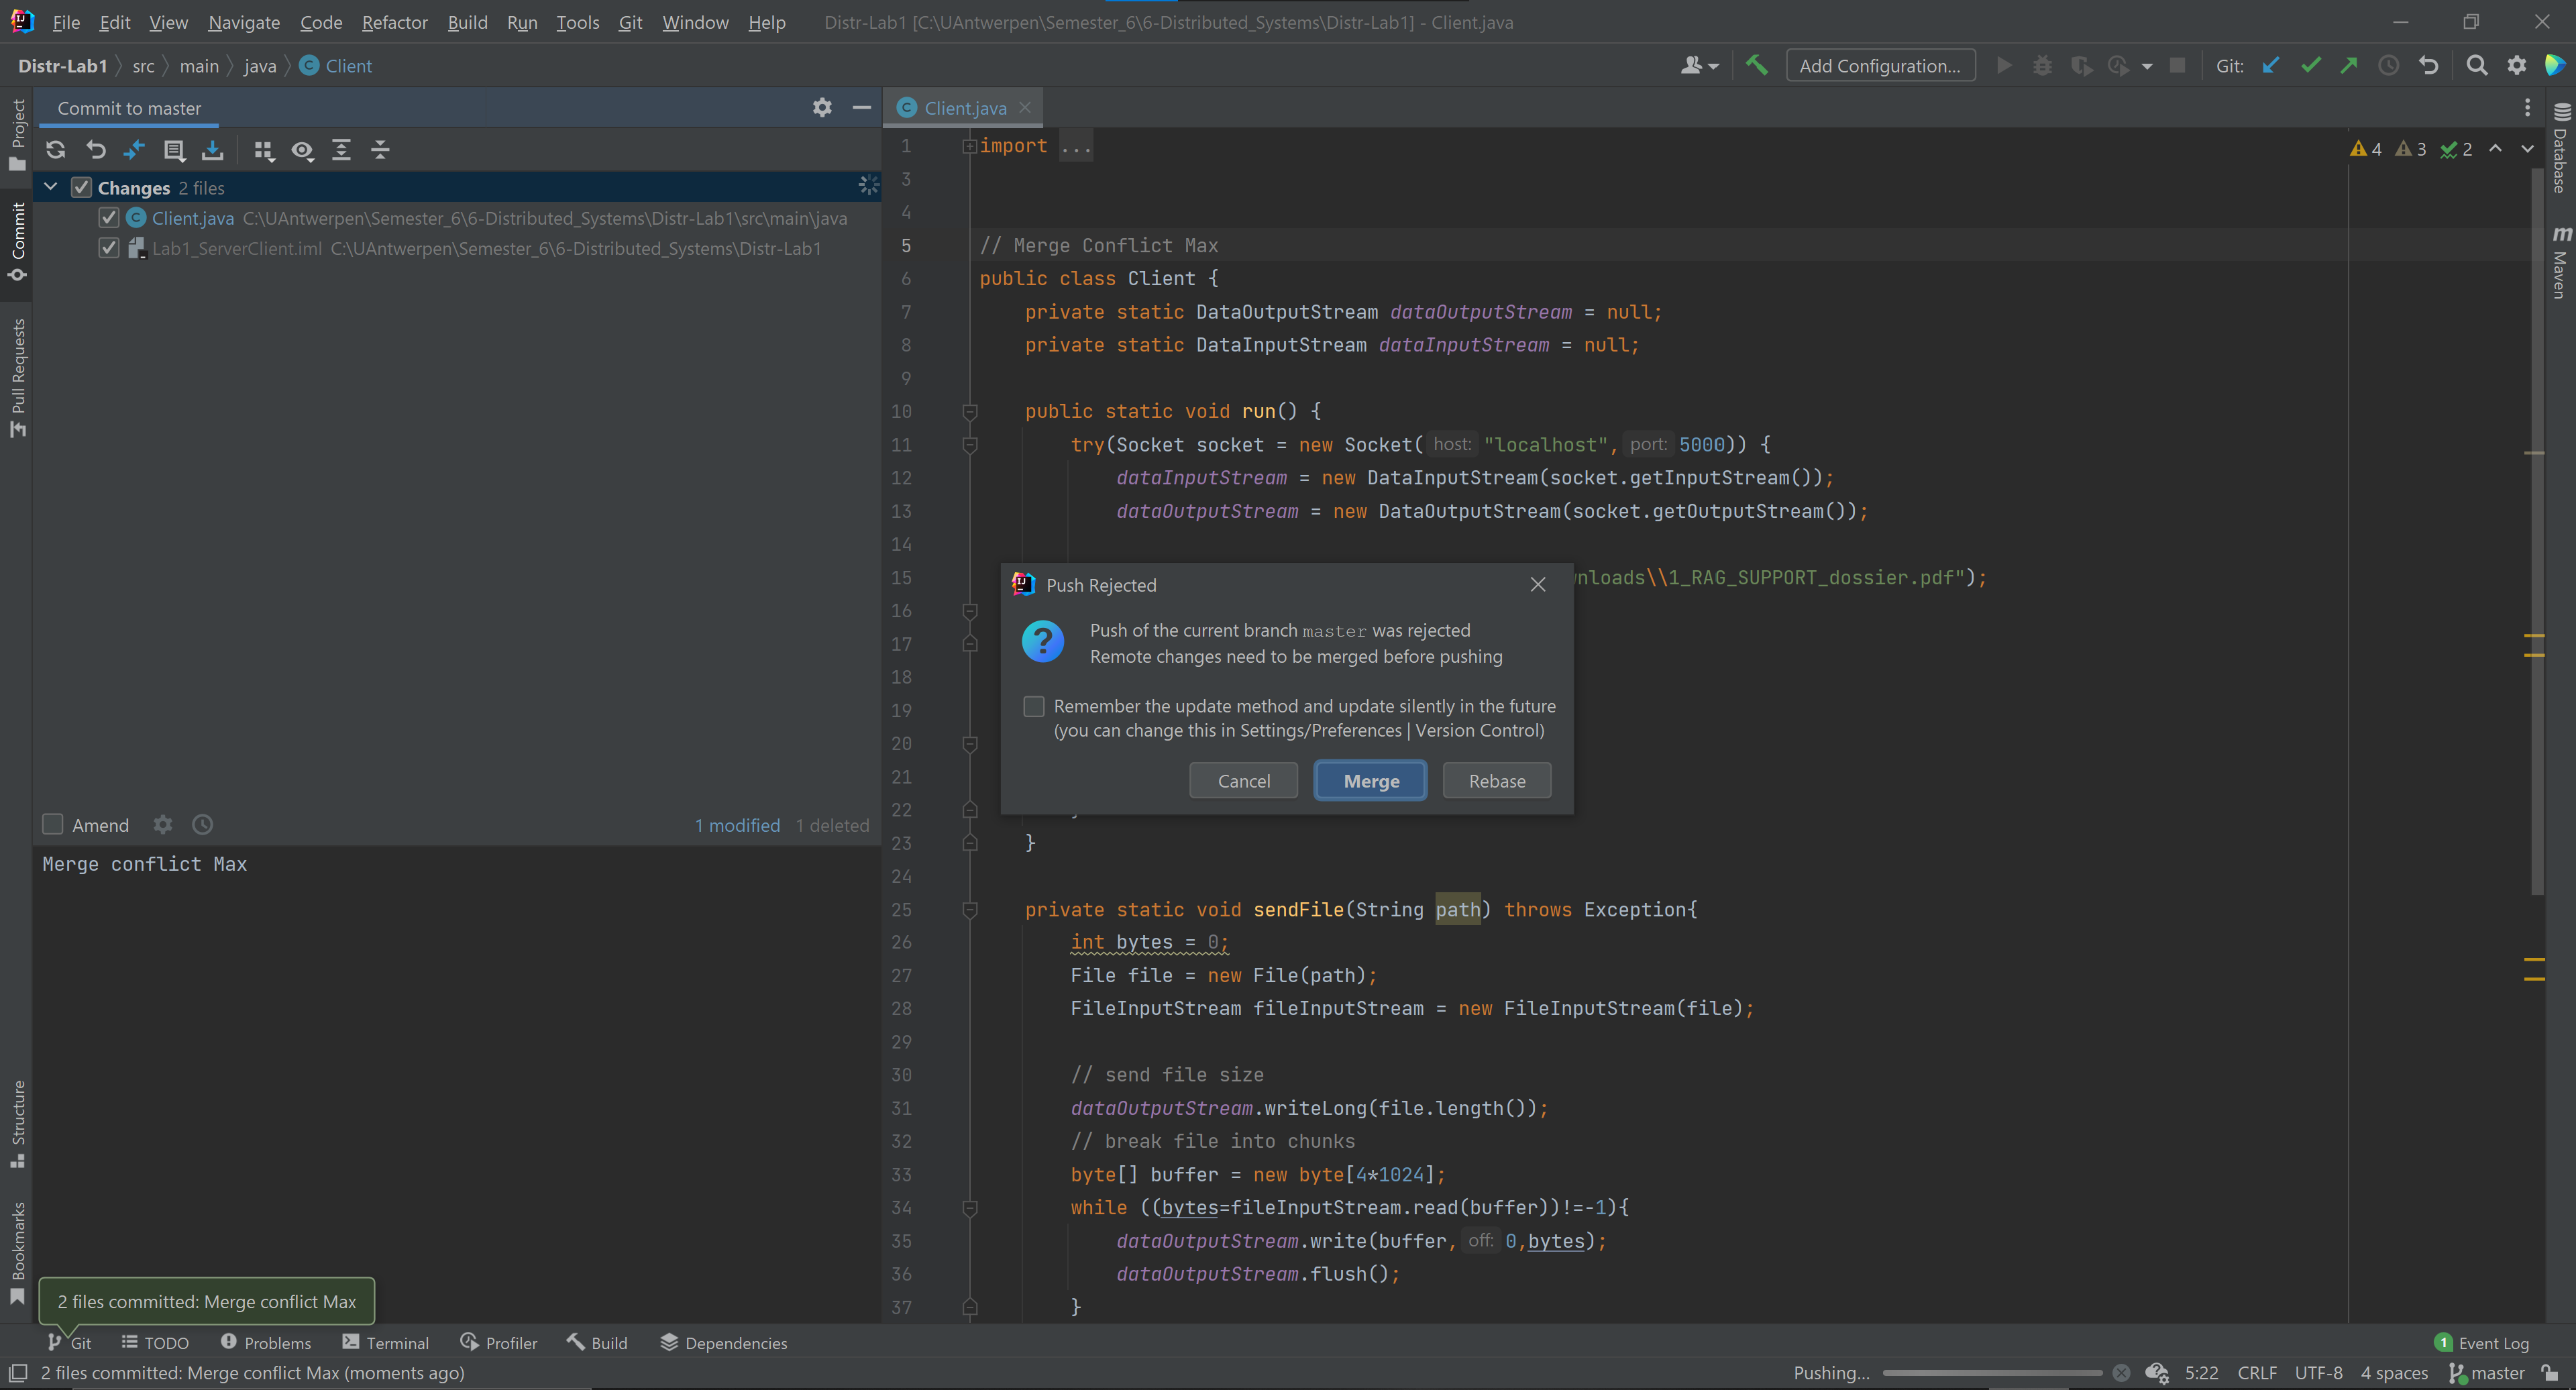 File Edit View Navigate Code Refactor Build Run Tools Git Window Help Distr-Lab1 [C:\UAntwerpen\Semester_6\6-Distributed_Systems\Distr-Lab1] - Client.java
Distr-Lab1 src main java Client
Add Configuration...
Git:
Project
Commit
Pull Requests
Structure
Bookmarks
Commit to master
Changes 2 files
Client.java C:\UAntwerpen\Semester_6\6-Distributed_Systems\Distr-Lab1\src\main\java
Lab1_ServerClient.iml C:\UAntwerpen\Semester_6\6-Distributed_Systems\Distr-Lab1
Amend
1 modified 1 deleted
Merge conflict Max
2 files committed: Merge conflict Max
Client.java
4 3 2
1 import ...
3
4
5 // Merge Conflict Max
6 public class Client {
7 private static DataOutputStream dataOutputStream = null;
8 private static DataInputStream dataInputStream = null;
9
10 public static void run() {
11 try(Socket socket = new Socket( host: "localhost", port: 5000)) {
12 dataInputStream = new DataInputStream(socket.getInputStream());
13 dataOutputStream = new DataOutputStream(socket.getOutputStream());
14
15 wnloads\\1_RAG_SUPPORT_dossier.pdf");
16
17
18
19
20
21
22
23 }
24
25 private static void sendFile(String path) throws Exception{
26 int bytes = 0;
27 File file = new File(path);
28 FileInputStream fileInputStream = new FileInputStream(file);
29
30 // send file size
31 dataOutputStream.writeLong(file.length());
32 // break file into chunks
33 byte[] buffer = new byte[4*1024];
34 while ((bytes=fileInputStream.read(buffer))!=-1){
35 dataOutputStream.write(buffer, off: 0,bytes);
36 dataOutputStream.flush();
37 }
Push Rejected
Push of the current branch master was rejected
Remote changes need to be merged before pushing
Remember the update method and update silently in the future
(you can change this in Settings/Preferences | Version Control)
Cancel Merge Rebase
Database
m Maven
Git TODO Problems Terminal Profiler Build Dependencies
1 Event Log
2 files committed: Merge conflict Max (moments ago)
Pushing... 5:22 CRLF UTF-8 4 spaces master